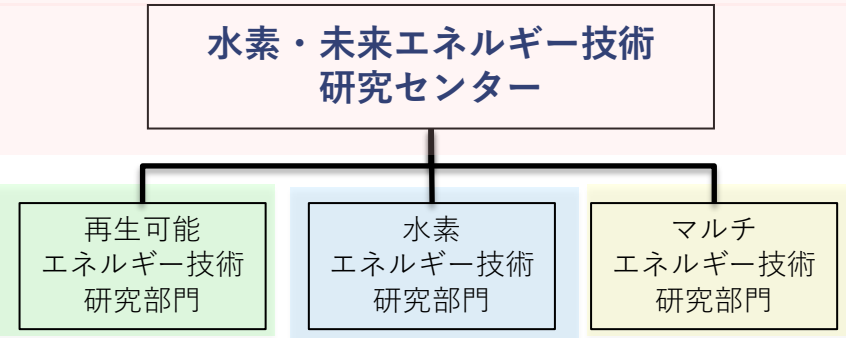 水素・未来エネルギー技術
研究センター
再生可能
エネルギー技術
研究部門
水素
エネルギー技術
研究部門
マルチ
エネルギー技術
研究部門